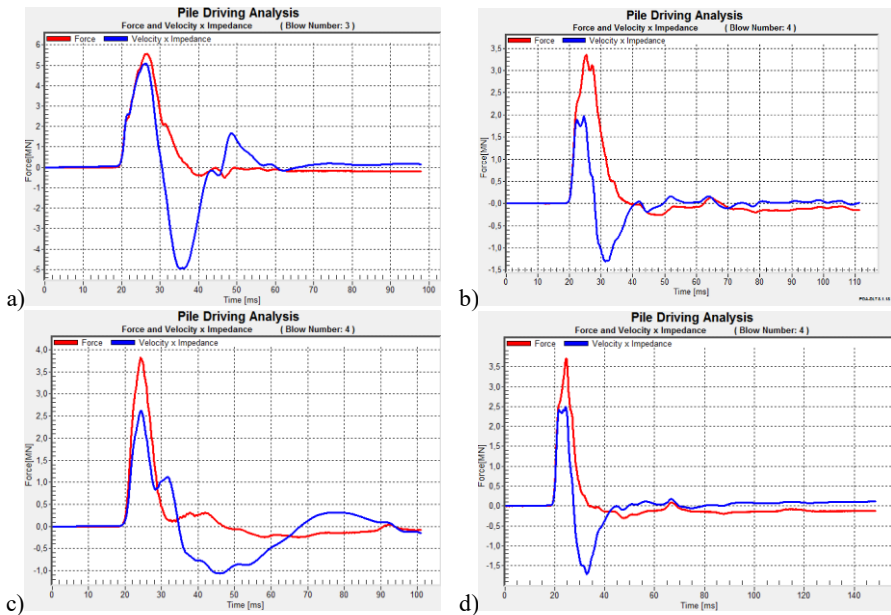 Pile Driving Analysis
Force and Velocity x Impedance ( Blow Number: 3 )
Force Velocity x Impedance
Force[MN]
6
5
4
3
2
1
0
-1
-2
-3
-4
-5
0 10 20 30 40 50 60 70 80 90 100
Time [ms]
a)
Pile Driving Analysis
Force and Velocity x Impedance ( Blow Number: 4 )
Force Velocity x Impedance
Force[MN]
3,5
3,0
2,5
2,0
1,5
1,0
0,5
0,0
-0,5
-1,0
-1,5
0 10 20 30 40 50 60 70 80 90 100 110
Time [ms]
b)
Pile Driving Analysis
Force and Velocity x Impedance ( Blow Number: 4 )
Force Velocity x Impedance
Force[MN]
4,0
3,5
3,0
2,5
2,0
1,5
1,0
0,5
0,0
-0,5
-1,0
0 10 20 30 40 50 60 70 80 90 100
Time [ms]
c)
Pile Driving Analysis
Force and Velocity x Impedance ( Blow Number: 4 )
Force Velocity x Impedance
Force[MN]
3,5
3,0
2,5
2,0
1,5
1,0
0,5
0,0
-0,5
-1,0
-1,5
0 20 40 60 80 100 120 140
Time [ms]
d)